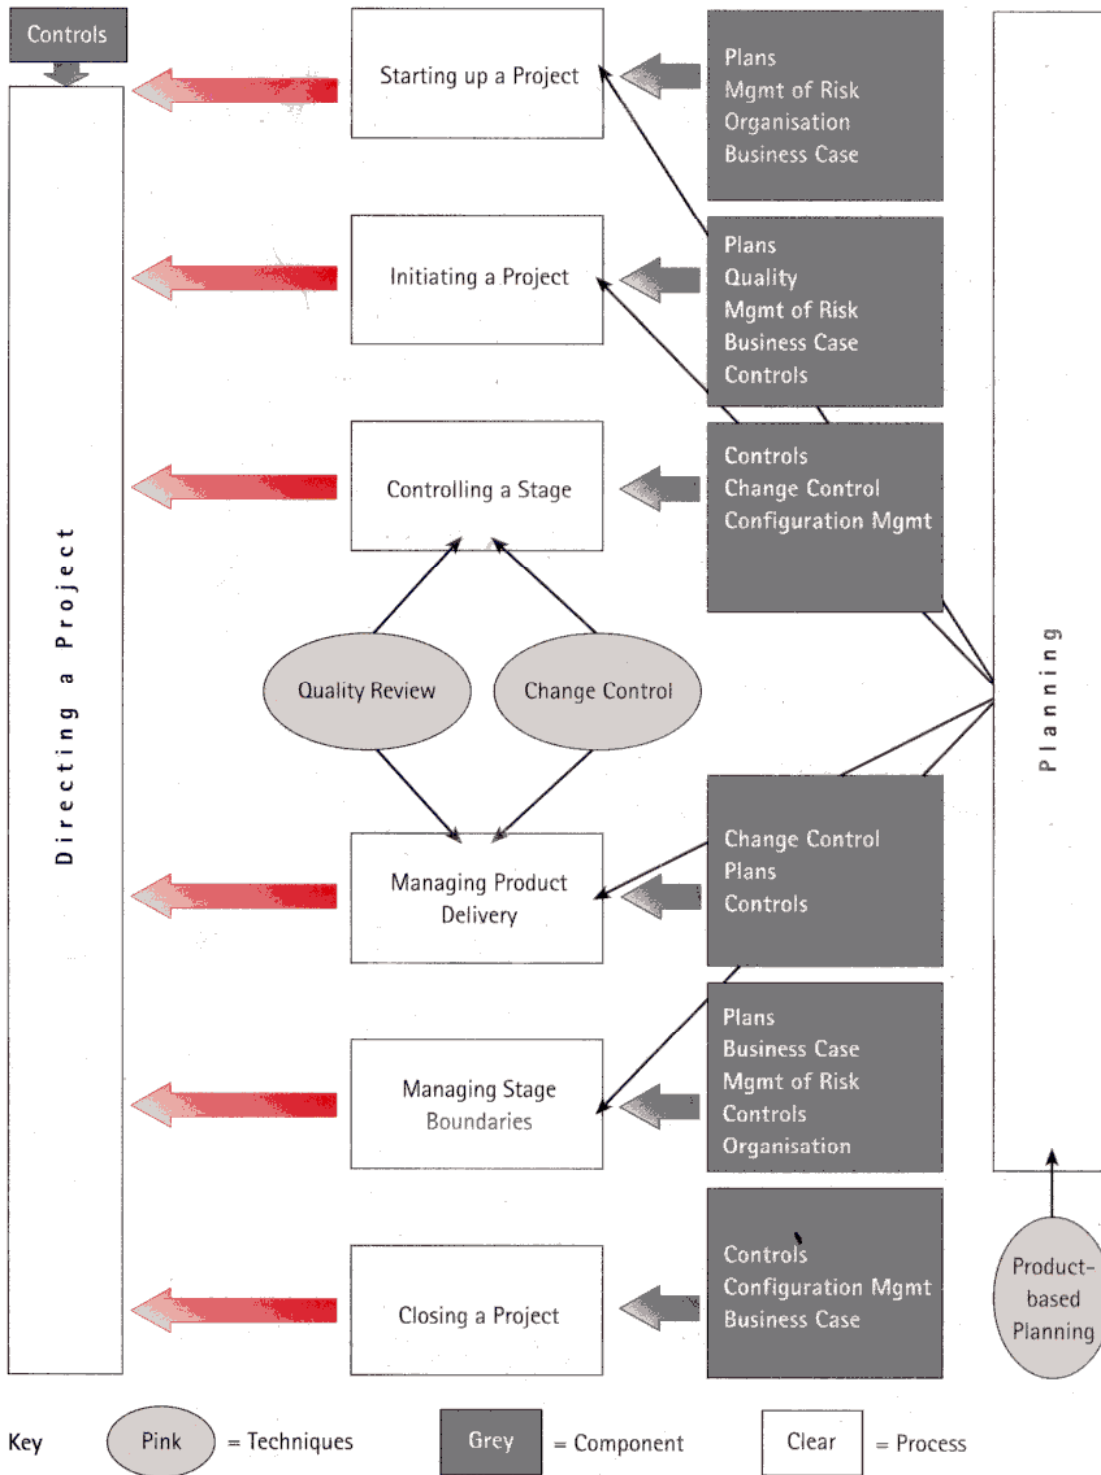 Controls
Starting up a Project
Plans
Mgmt of Risk
Organisation
Business Case
Initiating a Project
Plans
Quality
Mgmt of Risk
Business Case
Controls
Controlling a Stage
Controls
Change Control
Configuration Mgmt
Directing a Project
Planning
Quality Review
Change Control
Managing Product
Delivery
Change Control
Plans
Controls
Managing Stage
Boundaries
Plans
Business Case
Mgmt of Risk
Controls
Organisation
Closing a Project
Controls
Configuration Mgmt
Business Case
Product-
based
Planning
Key
Pink
= Techniques
Grey
= Component
Clear
= Process